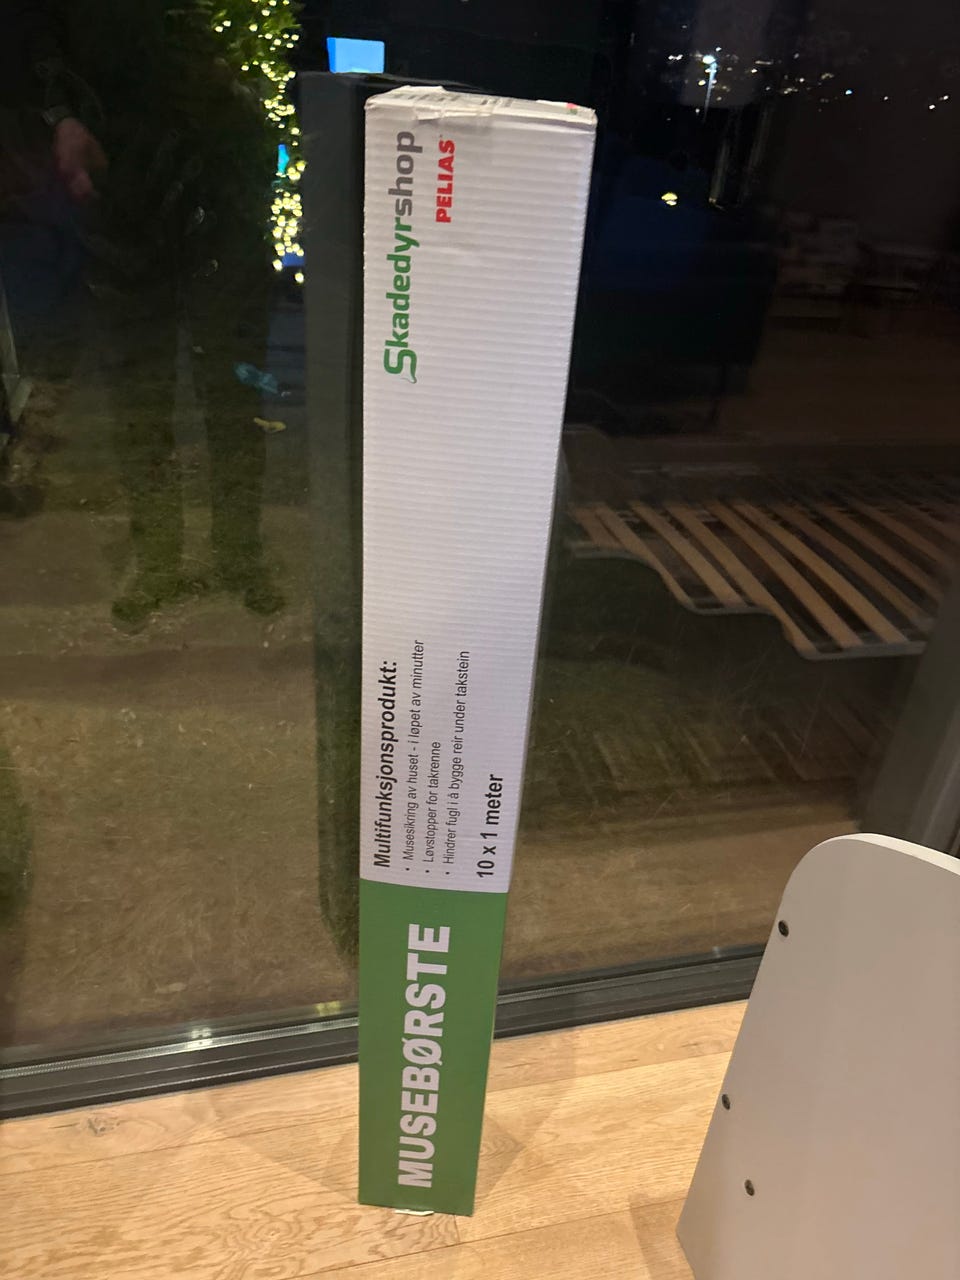 Skadedyrshop
PELIAS
Multifunksjonsprodukt:
• Musesikring av huset - i løpet av minutter
• Løvstopper for takrenne
• Hindrer fugl i å bygge reir under takstein
10 x 1 meter
MUSEBØRSTE